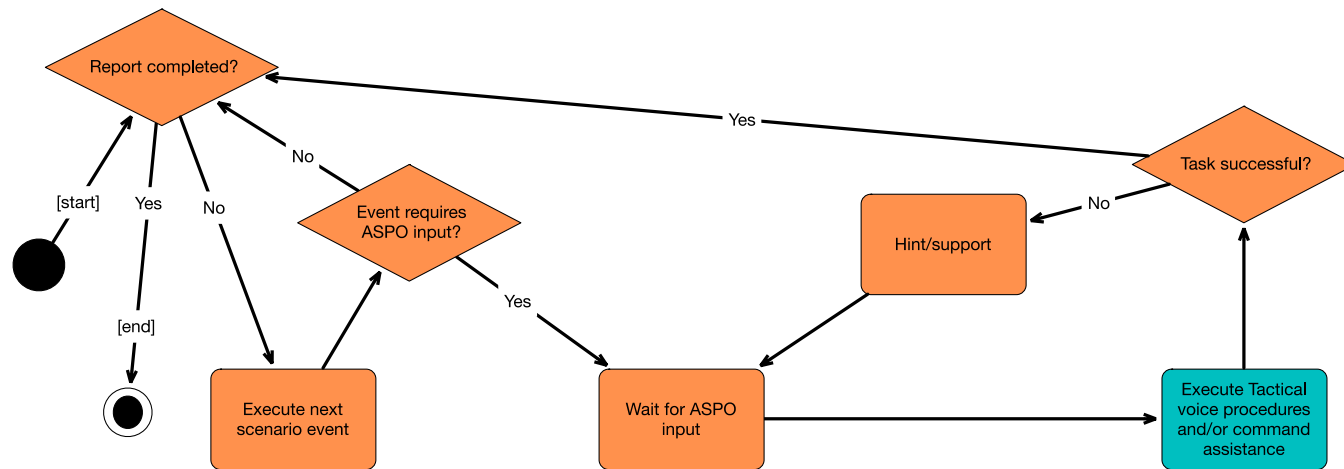 Report completed?
Yes
Task successful?
No
[start]
Yes
No
Event requires
ASPO input?
No
Hint/support
Yes
[end]
Execute next
scenario event
Wait for ASPO
input
Execute Tactical
voice procedures
and/or command
assistance